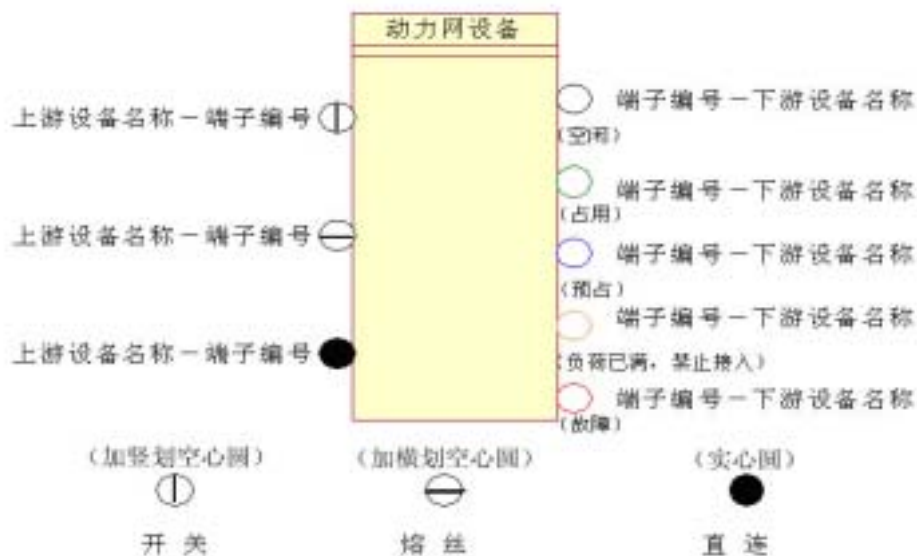 动力网设备
上游设备名称－端子编号
端子编号－下游设备名称
(空闲)
端子编号－下游设备名称
(占用)
上游设备名称－端子编号
端子编号－下游设备名称
(预占)
端子编号－下游设备名称
上游设备名称－端子编号
(负荷已满，禁止接入)
端子编号－下游设备名称
(故障)
(加竖划空心圆)
(加横划空心圆)
(实心圆)
开 关
熔 丝
直 连